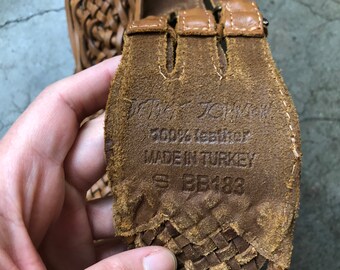 100% leather
MADE IN TURKEY
S BB183